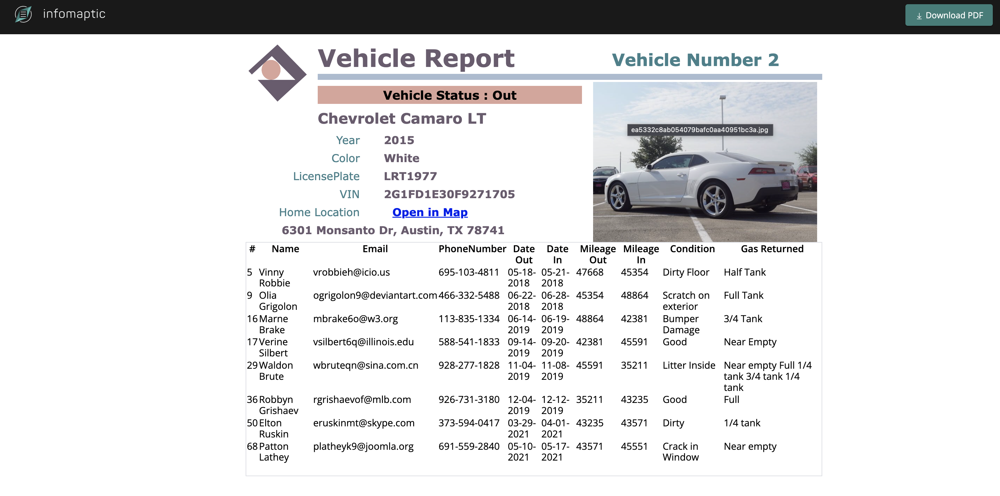 infomaptic
Download PDF
Vehicle Report
Vehicle Number 2
Vehicle Status : Out
ea5332c8ab054079bafc0aa40951bc3a.jpg
Chevrolet Camaro LT
Year 2015
Color White
LicensePlate LRT1977
VIN 2G1FD1E30F9271705
Home Location Open in Map
6301 Monsanto Dr, Austin, TX 78741
# Name Email PhoneNumber Date Date Mileage Mileage Condition Gas Returned
Out In Out In
5 Vinny vrobbieh@icio.us 695-103-4811 05-18- 05-21- 47668 45354 Dirty Floor Half Tank
Robbie 2018 2018
9 Olia ogrigolon9@deviantart.com 466-332-5488 06-22- 06-28- 45354 48864 Scratch on Full Tank
Grigolon 2018 2018 exterior
16 Marne mbrake6o@w3.org 113-835-1334 06-14- 06-19- 48864 42381 Bumper 3/4 Tank
Brake 2019 2019 Damage
17 Verine vsilbert6q@illinois.edu 588-541-1833 09-14- 09-20- 42381 45591 Good Near Empty
Silbert 2019 2019
29 Waldon wbruteqn@sina.com.cn 928-277-1828 11-04- 11-08- 45591 35211 Litter Inside Near empty Full 1/4
Brute 2019 2019 tank 3/4 tank 1/4
tank
36 Robbyn rgrishaevof@mlb.com 926-731-3180 12-04- 12-12- 35211 43235 Good Full
Grishaev 2019 2019
50 Elton eruskinmt@skype.com 373-594-0417 03-29- 04-01- 43235 43571 Dirty 1/4 tank
Ruskin 2021 2021
68 Patton platheyk9@joomla.org 691-559-2840 05-10- 05-17- 43571 45551 Crack in Near empty
Lathey 2021 2021 Window